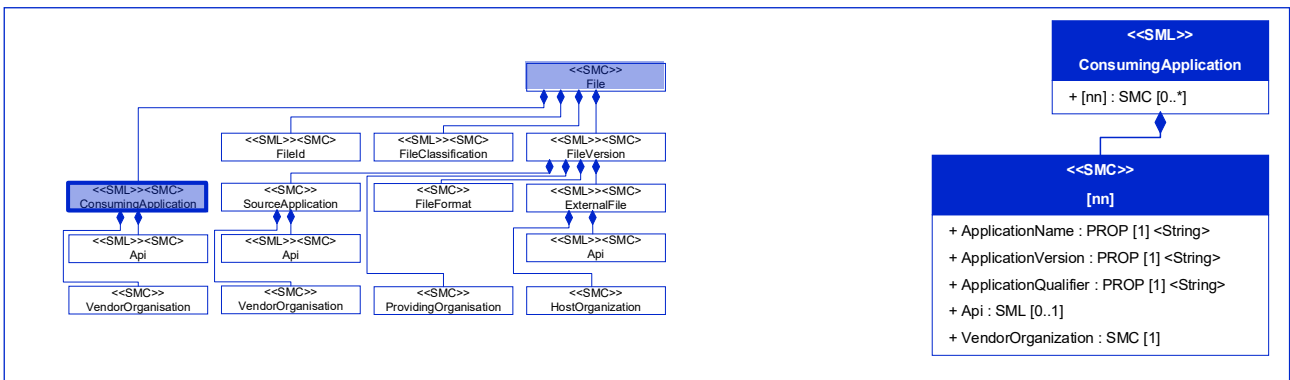 <<SMC>>
File
<<SML>><SMC>
FileId
<<SML>><SMC>
FileClassification
<<SML>><SMC>
FileVersion
<<SML>><SMC>
ConsumingApplication
<<SMC>>
SourceApplication
<<SMC>>
FileFormat
<<SML>><SMC>
ExternalFile
<<SML>><SMC>
Api
<<SML>><SMC>
Api
<<SML>><SMC>
Api
<<SMC>>
VendorOrganisation
<<SMC>>
VendorOrganisation
<<SMC>>
ProvidingOrganisation
<<SMC>>
HostOrganization
<<SML>>
ConsumingApplication
+ [nn] : SMC [0..*]
<<SMC>>
[nn]
+ ApplicationName : PROP [1] <String>
+ ApplicationVersion : PROP [1] <String>
+ ApplicationQualifier : PROP [1] <String>
+ Api : SML [0..1]
+ VendorOrganization : SMC [1]